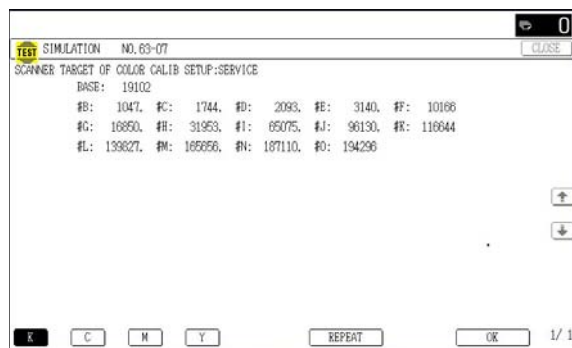 0
TEST SIMULATION NO. 63-07 CLOSE
SCANNER TARGET OF COLOR CALIB SETUP:SERVICE
BASE: 19102
#B: 1047, #C: 1744, #D: 2093, #E: 3140, #F: 10166
#G: 16850, #H: 31953, #I: 65075, #J: 96130, #K: 116644
#L: 139827, #M: 165656, #N: 187110, #O: 194296
K C M Y REPEAT OK 1/ 1